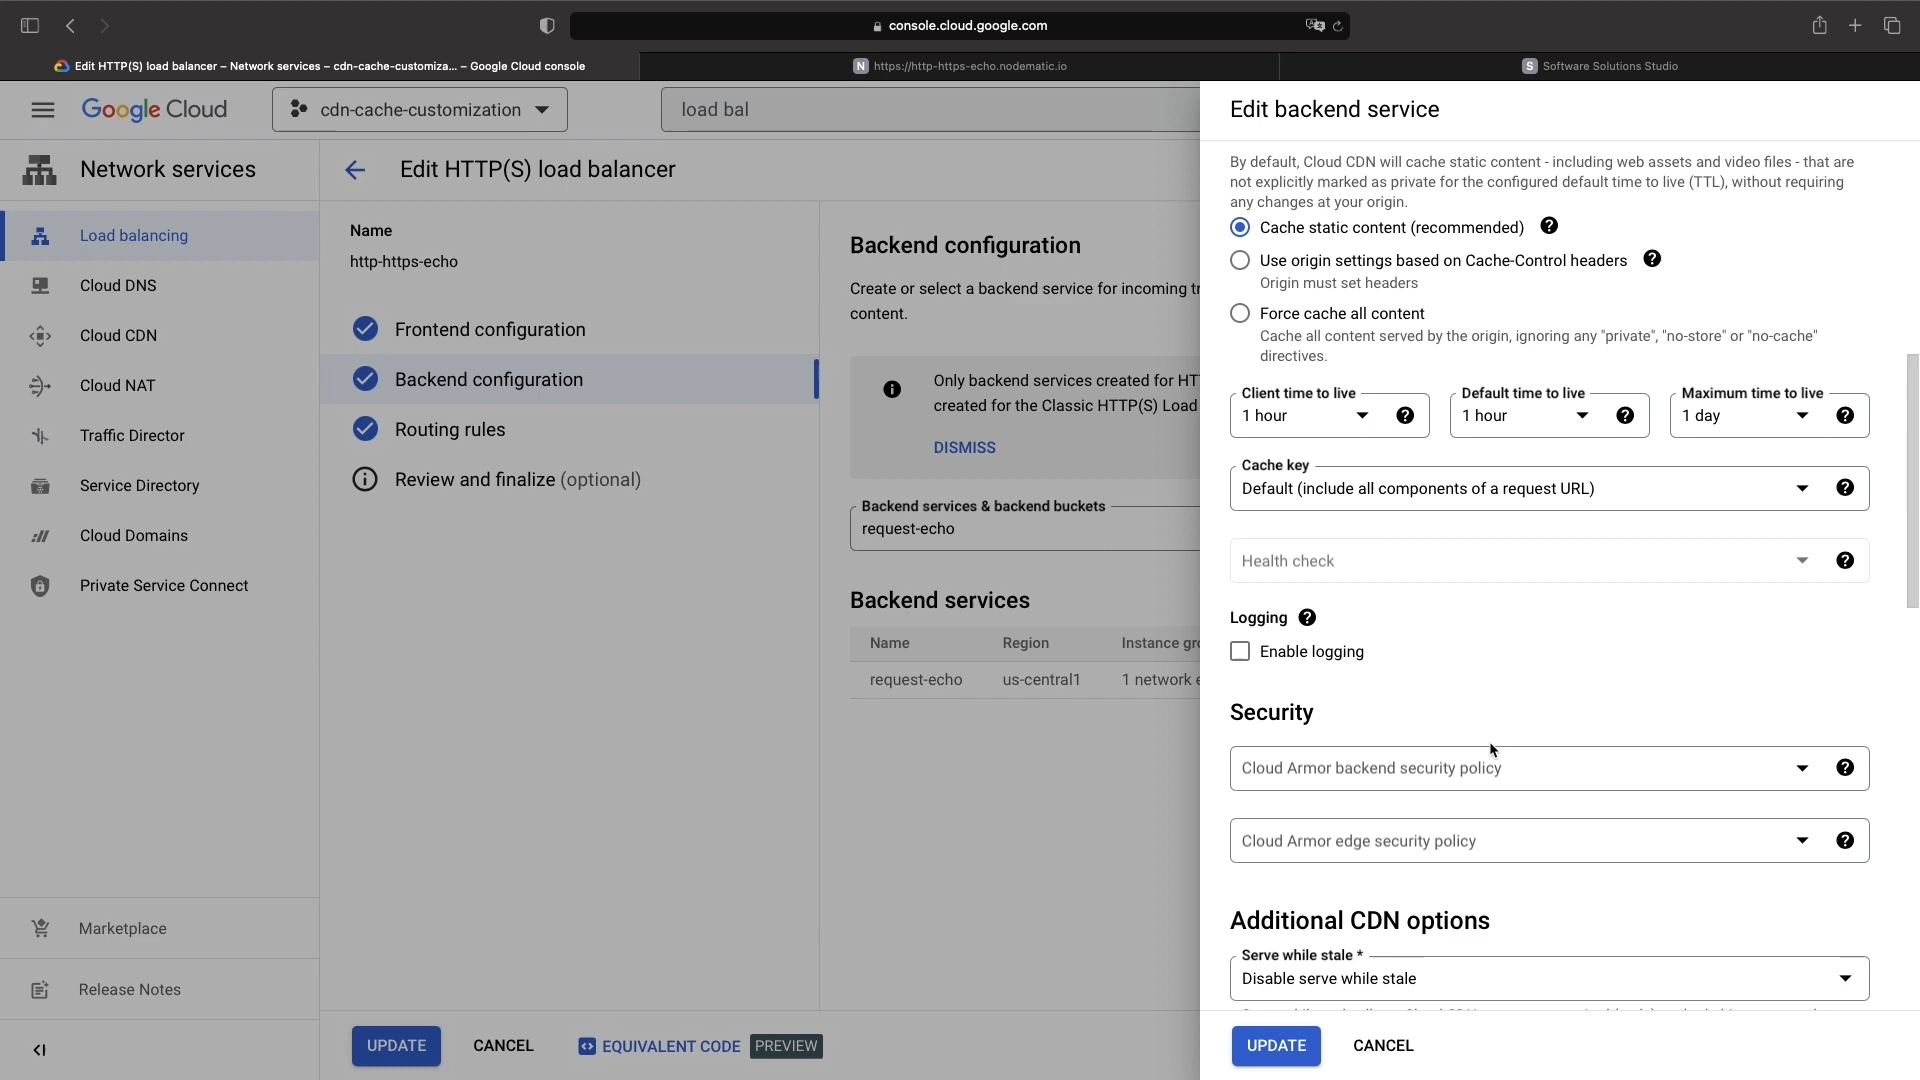 console.cloud.google.com
Edit HTTP(S) load balancer – Network services – cdn-cache-customiza... – Google Cloud console
N https://http-https-echo.nodematic.io
S Software Solutions Studio
Google Cloud
cdn-cache-customization
load bal
Network services
Load balancing
Cloud DNS
Cloud CDN
Cloud NAT
Traffic Director
Service Directory
Cloud Domains
Private Service Connect
Marketplace
Release Notes
Edit HTTP(S) load balancer
Name
http-https-echo
Frontend configuration
Backend configuration
Routing rules
Review and finalize (optional)
Backend configuration
Create or select a backend service for incoming
content.
Only backend services created for
created for the Classic HTTP(S) Load
DISMISS
Backend services & backend buckets
request-echo
Backend services
Name Region Instance
request-echo us-central1 1 network
UPDATE CANCEL EQUIVALENT CODE PREVIEW
Edit backend service
By default, Cloud CDN will cache static content - including web assets and video files - that are
not explicitly marked as private for the configured default time to live (TTL), without requiring
any changes at your origin.
Cache static content (recommended)
Use origin settings based on Cache-Control headers
Origin must set headers
Force cache all content
Cache all content served by the origin, ignoring any "private", "no-store" or "no-cache"
directives.
Client time to live
1 hour
Default time to live
1 hour
Maximum time to live
1 day
Cache key
Default (include all components of a request URL)
Health check
Logging
Enable logging
Security
Cloud Armor backend security policy
Cloud Armor edge security policy
Additional CDN options
Serve while stale *
Disable serve while stale
UPDATE CANCEL